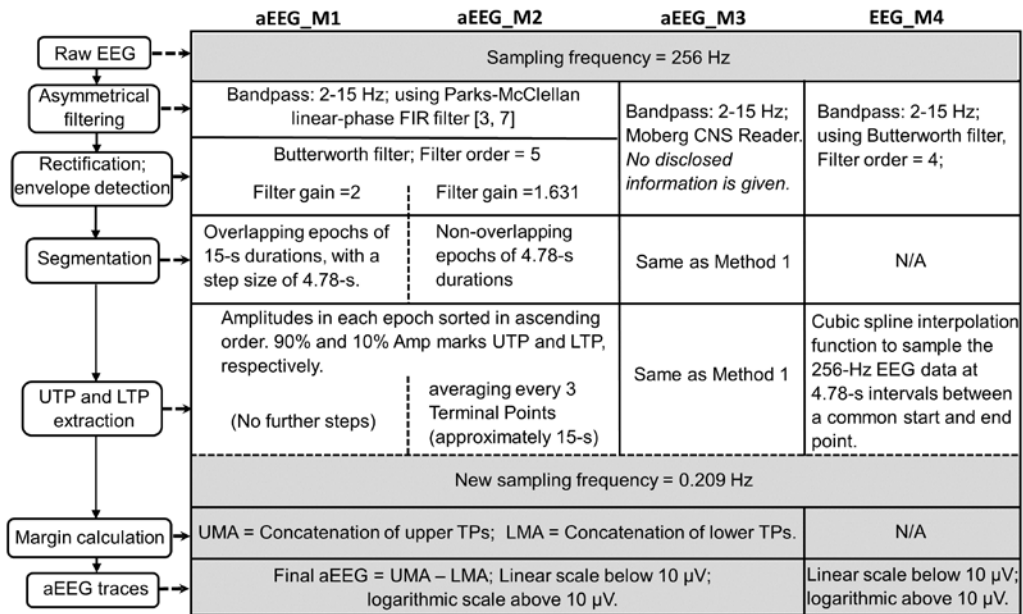 aEEG_M1 aEEG_M2 aEEG_M3 EEG_M4
Raw EEG
Sampling frequency = 256 Hz
Asymmetrical
filtering
Bandpass: 2-15 Hz; using Parks-McClellan
linear-phase FIR filter [3, 7]
Bandpass: 2-15 Hz;
Moberg CNS Reader.
No disclosed
information is given.
Bandpass: 2-15 Hz;
using Butterworth filter,
Filter order = 4;
Rectification;
envelope detection
Butterworth filter; Filter order = 5
Filter gain =2
Filter gain =1.631
Segmentation
Overlapping epochs of
15-s durations, with a
step size of 4.78-s.
Non-overlapping
epochs of 4.78-s
durations
Same as Method 1
N/A
UTP and LTP
extraction
Amplitudes in each epoch sorted in ascending
order. 90% and 10% Amp marks UTP and LTP,
respectively.
(No further steps)
averaging every 3
Terminal Points
(approximately 15-s)
Same as Method 1
Cubic spline interpolation
function to sample the
256-Hz EEG data at
4.78-s intervals between
a common start and end
point.
New sampling frequency = 0.209 Hz
Margin calculation
UMA = Concatenation of upper TPs; LMA = Concatenation of lower TPs.
N/A
aEEG traces
Final aEEG = UMA – LMA; Linear scale below 10 µV;
logarithmic scale above 10 µV.
Linear scale below 10 µV;
logarithmic above 10 µV.